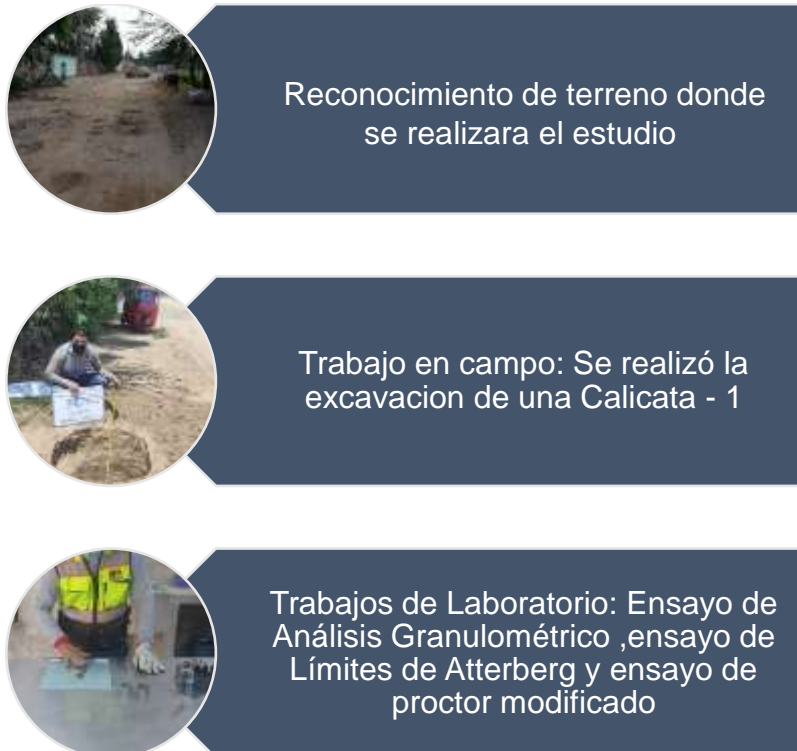 Reconocimiento de terreno donde
se realizara el estudio
Trabajo en campo: Se realizó la
excavacion de una Calicata - 1
Trabajos de Laboratorio: Ensayo de
Análisis Granulométrico ,ensayo de
Límites de Atterberg y ensayo de
proctor modificado